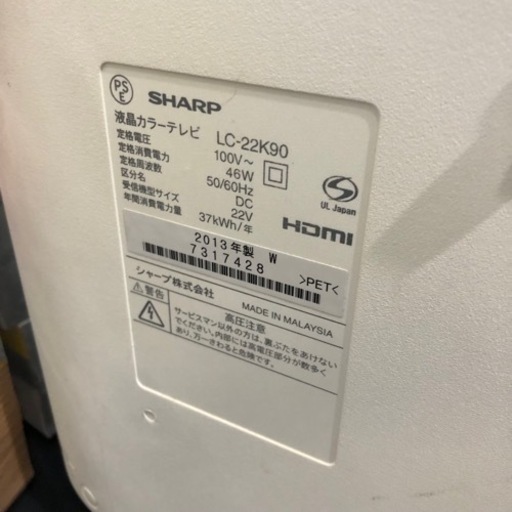 PS
E
SHARP
液晶カラーテレビ LC-22K90
定格電圧 100V～
定格消費電力 46W
定格周波数 50/60Hz
区分名 DC
受信機型サイズ 22V
年間消費電力量 37kWh/年
UL Japan
HDMI
2013年製 W
7317428
>PET<
シャープ株式会社
MADE IN MALAYSIA
警告
高圧注意
サービスマン以外の方は、裏ぶたをあけない
でください。内部には高電圧部分が数多く
あり、万一さわると危険です。